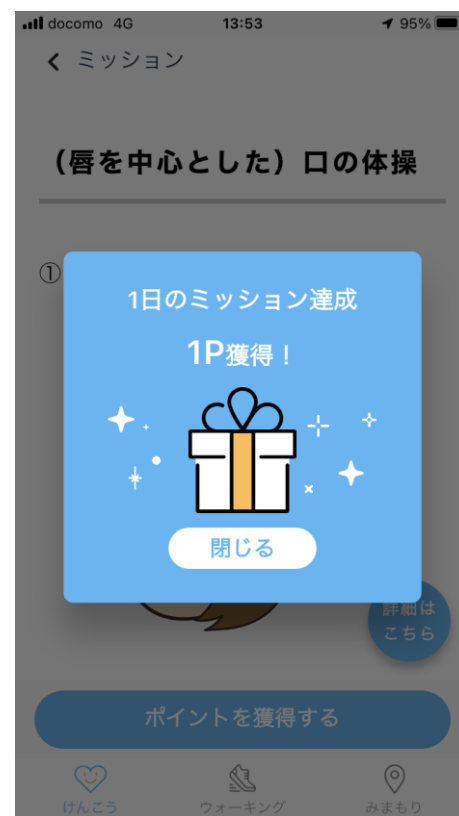 docomo 4G 13:53 95%
ミッション
(唇を中心とした)口の体操
①
1日のミッション達成
1P獲得!
閉じる
詳細は
こちら
ポイントを獲得する
けんこう ウォーキング みまもり